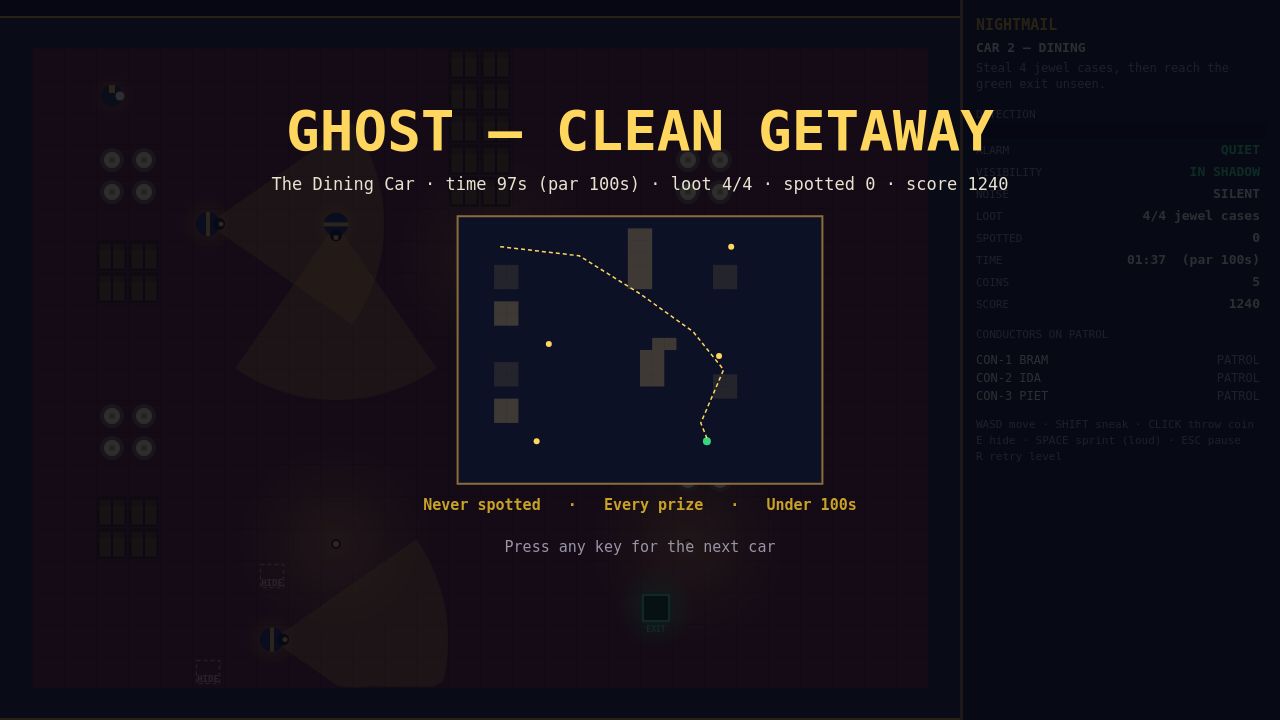 NIGHTMAIL
CAR 2 — DINING
Steal 4 jewel cases, then reach the
green exit unseen.
GHOST — CLEAN GETAWAY
The Dining Car · time 97s (par 100s) · loot 4/4 · spotted 0 · score 1240
Never spotted · Every prize · Under 100s
Press any key for the next car
ALARM QUIET
VISIBILITY IN SHADOW
NOISE SILENT
LOOT 4/4 jewel cases
SPOTTED 0
TIME 01:37 (par 100s)
COINS 5
SCORE 1240
CONDUCTORS ON PATROL
CON-1 BRAM PATROL
CON-2 IDA PATROL
CON-3 PIET PATROL
WASD move · SHIFT sneak · CLICK throw coin
E hide · SPACE sprint (loud) · ESC pause
R retry level
HIDE
HIDE
EXIT